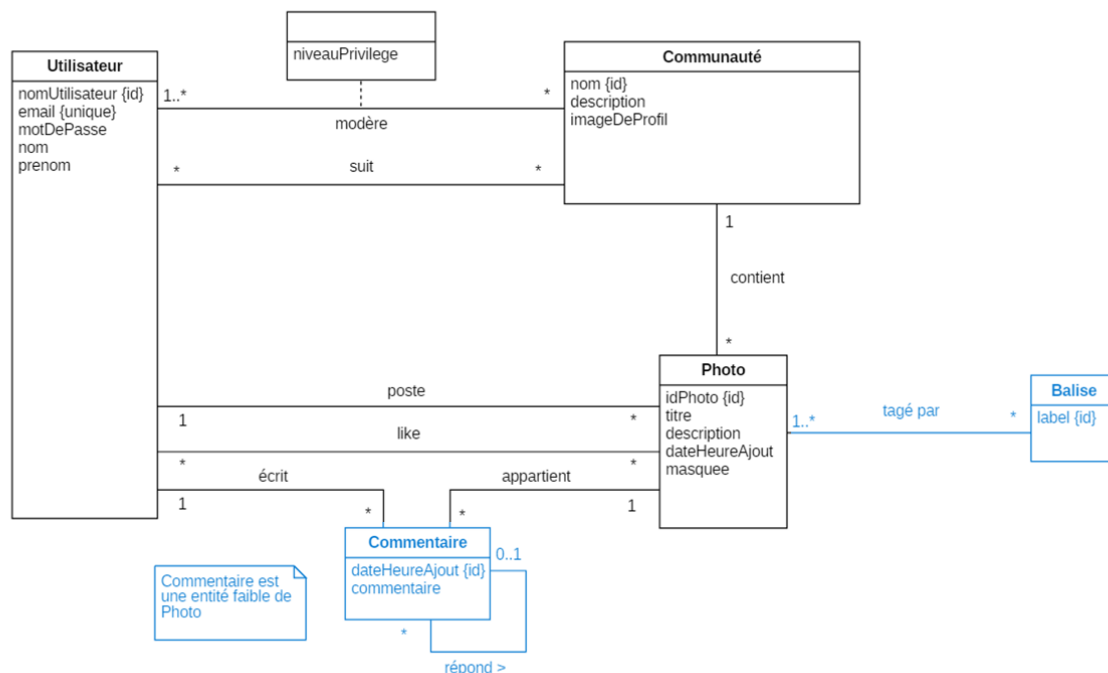 Utilisateur
nomUtilisateur {id}
email {unique}
motDePasse
nom
prenom
niveauPrivilege
1..*
*
modère
*
suit
*
Communauté
nom {id}
description
imageDeProfil
1
contient
*
Photo
idPhoto {id}
titre
description
dateHeureAjout
masquee
poste
1
*
like
*
*
écrit
1
*
appartient
*
1
1..*
tagé par
*
Balise
label {id}
Commentaire
dateHeureAjout {id}
commentaire
0..1
*
répond >
Commentaire est
une entité faible de
Photo